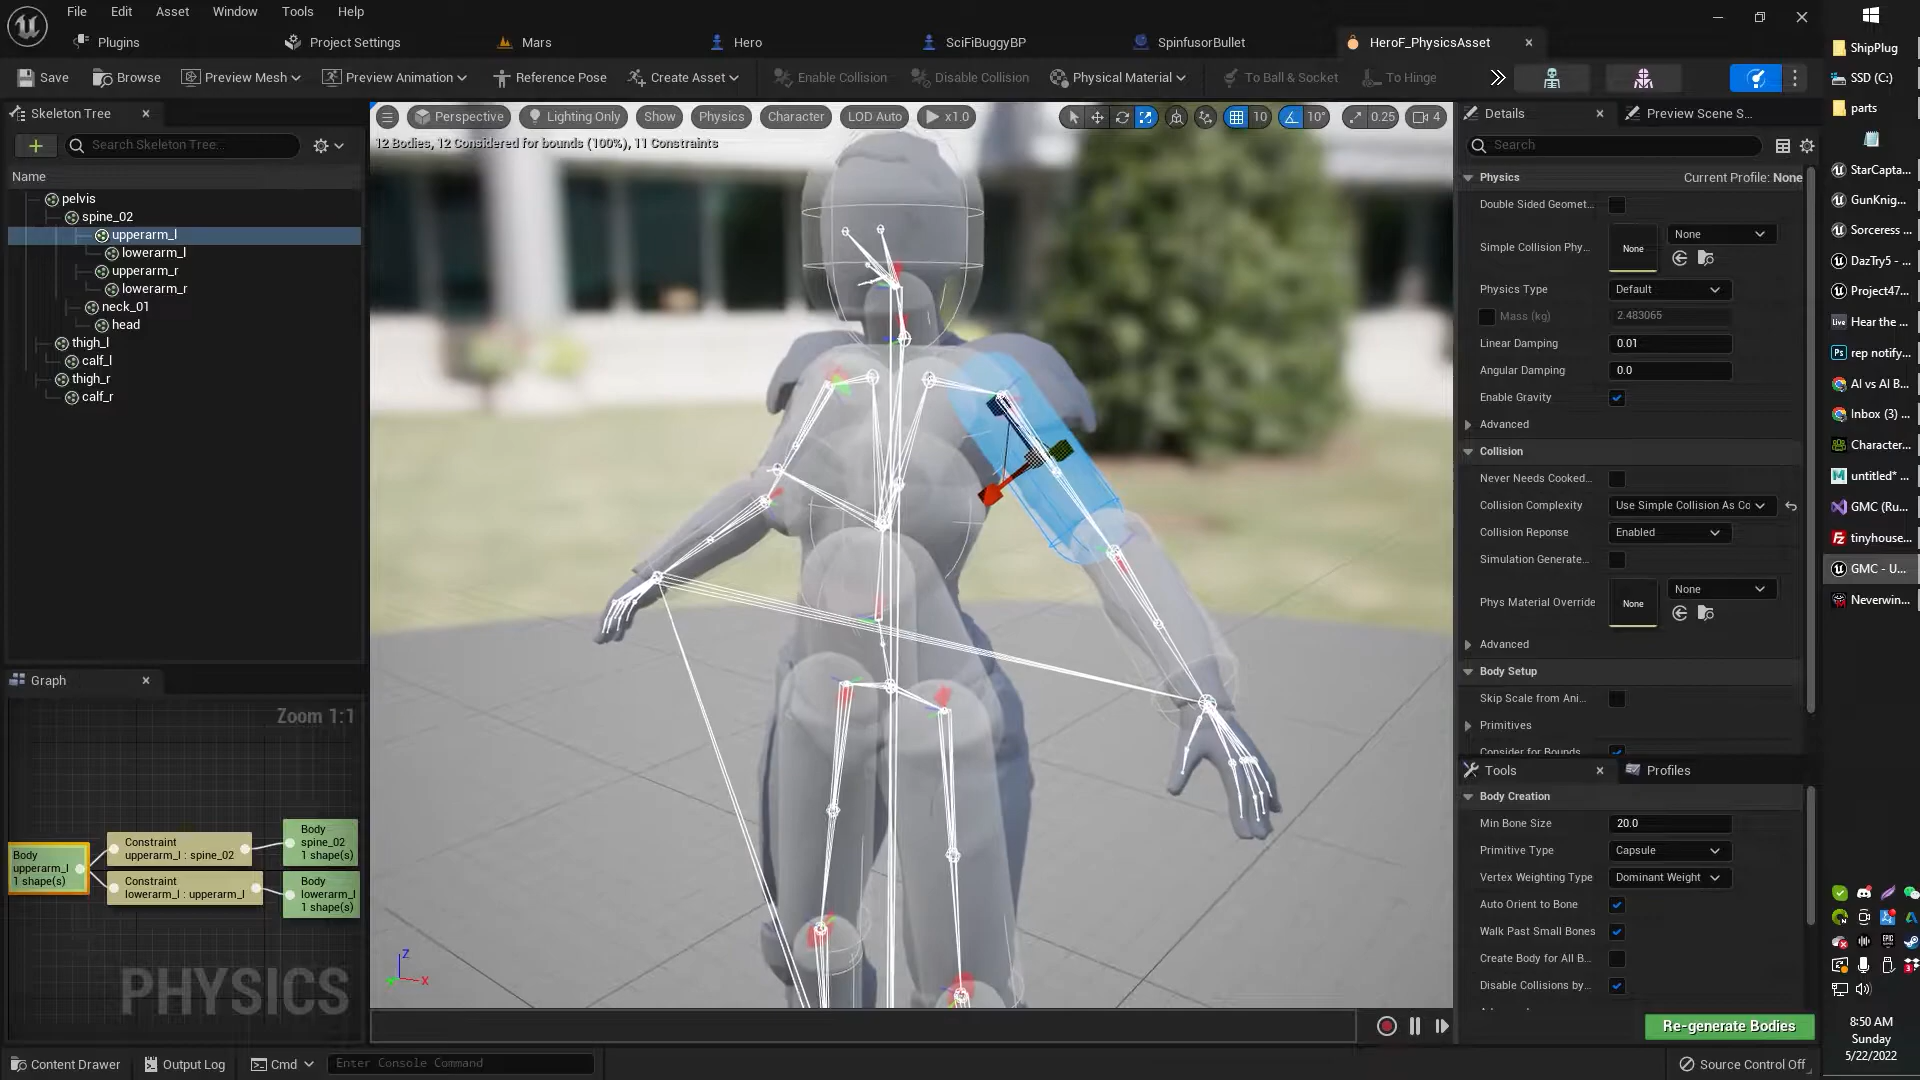 File Edit Asset Window Tools Help
Plugins Project Settings Mars Hero SciFiBuggyBP SpinfusorBullet HeroF_PhysicsAsset
Save Browse Preview Mesh Preview Animation Reference Pose Create Asset Enable Collision Disable Collision Physical Material To Ball & Socket To Hinge
Skeleton Tree
Search Skeleton Tree...
Name
pelvis
spine_02
upperarm_l
lowerarm_l
upperarm_r
lowerarm_r
neck_01
head
thigh_l
calf_l
thigh_r
calf_r
Graph
Zoom 1:1
Body
upperarm_l
1 shape(s)
Constraint
upperarm_l : spine_02
Constraint
lowerarm_l : upperarm_l
Body
spine_02
1 shape(s)
Body
lowerarm_l
1 shape(s)
PHYSICS
Perspective Lighting Only Show Physics Character LOD Auto x1.0 10 10° 0.25 4
12 Bodies, 12 Considered for bounds (100%), 11 Constraints
Z
X
Details Preview Scene S...
Search
Physics Current Profile: None
Double Sided Geomet...
Simple Collision Phy... None None
Physics Type Default
Mass (kg) 2.483065
Linear Damping 0.01
Angular Damping 0.0
Enable Gravity
Advanced
Collision
Never Needs Cooked...
Collision Complexity Use Simple Collision As Co
Collision Reponse Enabled
Simulation Generate...
Phys Material Override None None
Advanced
Body Setup
Skip Scale from Ani...
Primitives
Consider for Bounds
Tools Profiles
Body Creation
Min Bone Size 20.0
Primitive Type Capsule
Vertex Weighting Type Dominant Weight
Auto Orient to Bone
Walk Past Small Bones
Create Body for All B...
Disable Collisions by...
Re-generate Bodies
Content Drawer Output Log Cmd Enter Console Command Source Control Off
ShipPlug
SSD (C:)
parts
StarCapta...
GunKnig...
Sorceress ...
DazTry5 - ...
Project47...
Live Hear the ...
Ps rep notify...
AI vs AI B...
Inbox (3) ...
Character...
untitled* ...
GMC (Ru...
tinyhouse...
GMC - U...
Neverwin...
8:50 AM
Sunday
5/22/2022